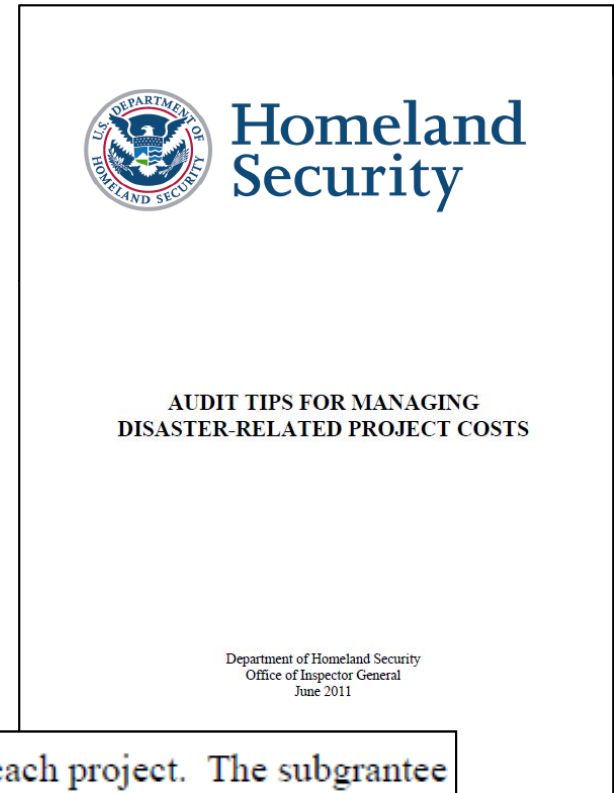 U.S. DEPARTMENT OF
HOMELAND SECURITY
Homeland
Security
AUDIT TIPS FOR MANAGING
DISASTER-RELATED PROJECT COSTS
Department of Homeland Security
Office of Inspector General
June 2011
each project. The subgrantee